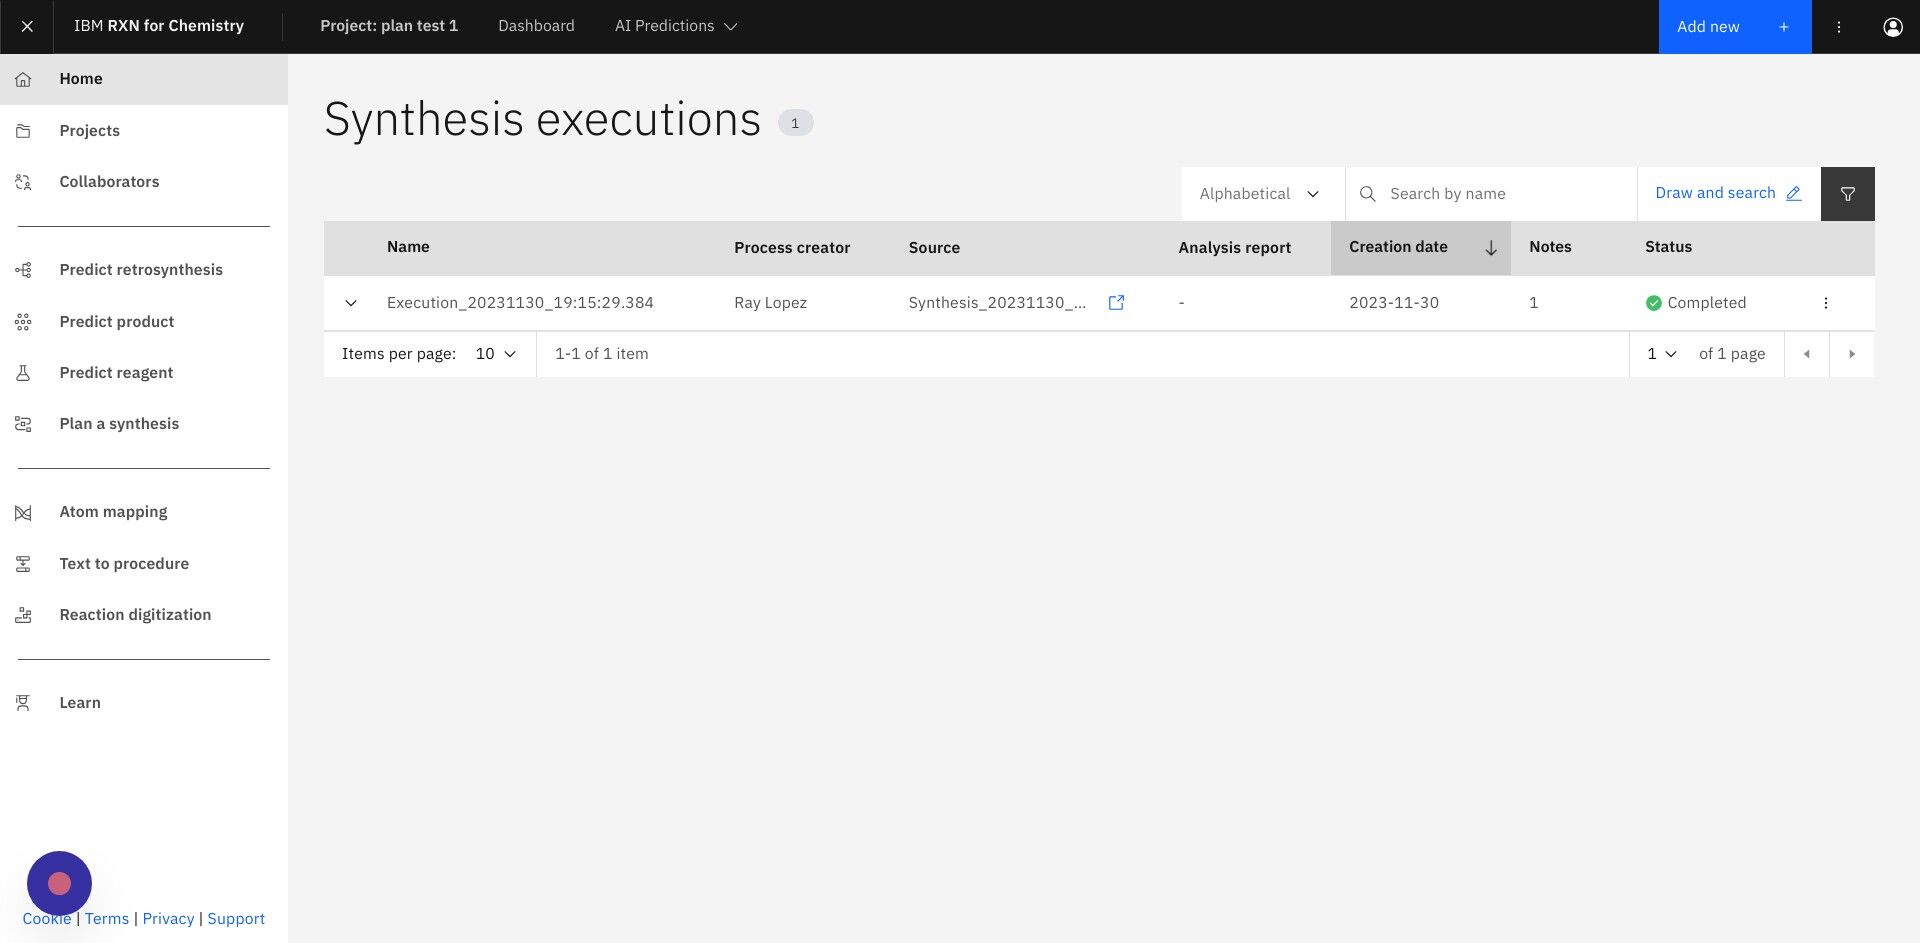 IBM RXN for Chemistry
Project: plan test 1
Dashboard
AI Predictions
Add new +
Home
Projects
Collaborators
Predict retrosynthesis
Predict product
Predict reagent
Plan a synthesis
Atom mapping
Text to procedure
Reaction digitization
Learn
Cookie | Terms | Privacy | Support
Synthesis executions 1
Alphabetical
Search by name
Draw and search
Name Process creator Source Analysis report Creation date Notes Status
Execution_20231130_19:15:29.384 Ray Lopez Synthesis_20231130_... - 2023-11-30 1 Completed
Items per page: 10 1-1 of 1 item 1 of 1 page